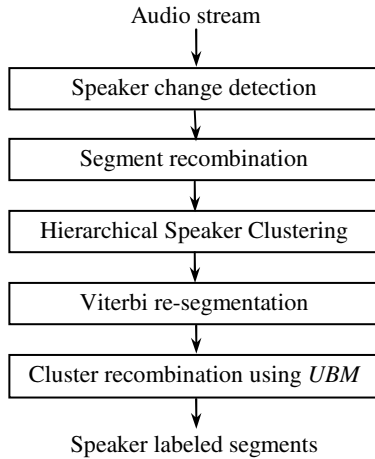 Audio stream
Speaker change detection
Segment recombination
Hierarchical Speaker Clustering
Viterbi re-segmentation
Cluster recombination using UBM
Speaker labeled segments